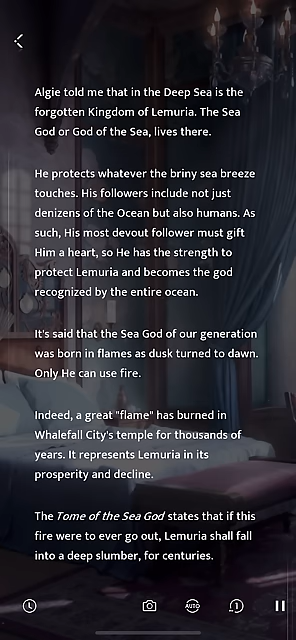 Algie told me that in the Deep Sea is the
forgotten Kingdom of Lemuria. The Sea
God or God of the Sea, lives there.
He protects whatever the briny sea breeze
touches. His followers include not just
denizens of the Ocean but also humans. As
such, His most devout follower must gift
Him a heart, so He has the strength to
protect Lemuria and becomes the god
recognized by the entire ocean.
It's said that the Sea God of our generation
was born in flames as dusk turned to dawn.
Only He can use fire.
Indeed, a great "flame" has burned in
Whalefall City's temple for thousands of
years. It represents Lemuria in its
prosperity and decline.
The Tome of the Sea God states that if this
fire were to ever go out, Lemuria shall fall
into a deep slumber, for centuries.
AUTO
1